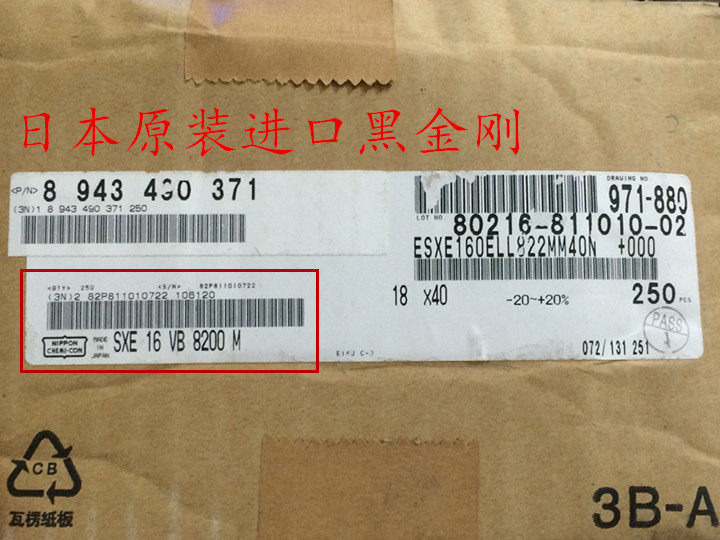 日本原装进口黑金刚
<P/N> 8 943 490 371
(3N)1 8 943 490 371 250
DRAWING NO
971-880
LOT NO
80216-811010-02
ESXE160ELL822MM40N +000
<QTY> 250 <S/N> 82P811010722
(3N)2 82P811010722 106120
18 X40 -20~+20% 250 PCS
NIPPON
CHEMI-CON
MADE
IN
JAPAN
SXE 16 VB 8200 M
EIAJ C-3
PASS
1
072/131 251
CB
瓦楞纸板
3B-A